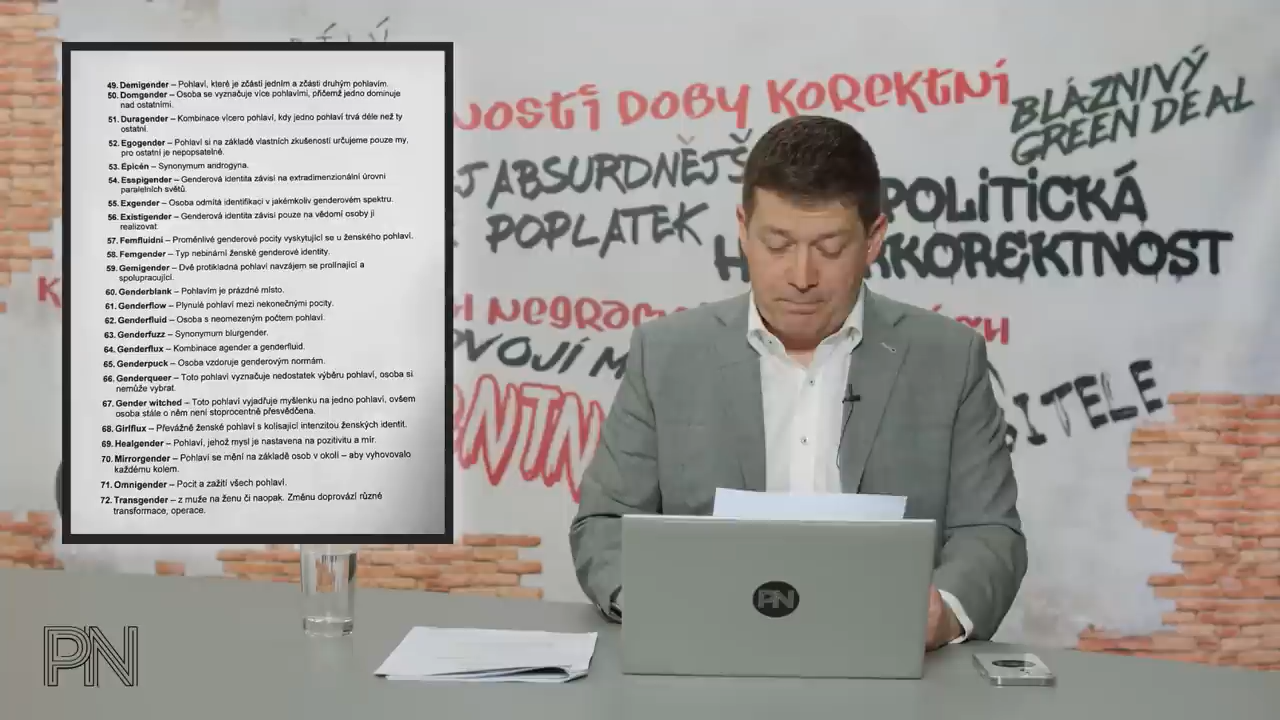 49. Demigender – Pohlaví, které je zčásti jedním a zčásti druhým pohlavím.
50. Domgender – Osoba se vyznačuje více pohlavími, přičemž jedno dominuje
nad ostatními.
51. Duragender – Kombinace vícero pohlaví, kdy jedno pohlaví trvá déle než ty
ostatní.
52. Egogender – Pohlaví si na základě vlastních zkušeností určujeme pouze my,
pro ostatní je nepopsatelné.
53. Epicén – Synonymum androgyna.
54. Esspigender – Genderová identita závisí na extradimenzionální úrovni
paralelních světů.
55. Exgender – Osoba odmítá identifikaci v jakémkoliv genderovém spektru.
56. Existigender – Genderová identita závisí pouze na vědomí osoby ji
realizovat.
57. Femfluidní – Proměnlivé genderové pocity vyskytující se u ženského pohlaví.
58. Femgender – Typ nebinární ženské genderové identity.
59. Gemigender – Dvě protikladná pohlaví navzájem se prolínající a
spolupracující.
60. Genderblank – Pohlavím je prázdné místo.
61. Genderflow – Plynulé pohlaví mezi nekonečnými pocity.
62. Genderfluid – Osoba s neomezeným počtem pohlaví.
63. Genderfuzz – Synonymum blurgender.
64. Genderflux – Kombinace agender a genderfluid.
65. Genderpuck – Osoba vzdoruje genderovým normám.
66. Genderqueer – Toto pohlaví vyznačuje nedostatek výběru pohlaví, osoba si
nemůže vybrat.
67. Gender witched – Toto pohlaví vyjadřuje myšlenku na jedno pohlaví, ovšem
osoba stále o něm není stoprocentně přesvědčena.
68. Girlflux – Převážně ženské pohlaví s kolísající intenzitou ženských identit.
69. Healgender – Pohlaví, jehož mysl je nastavena na pozitivitu a mír.
70. Mirrorgender – Pohlaví se mění na základě osob v okolí – aby vyhovovalo
každému kolem.
71. Omnigender – Pocit a zažití všech pohlaví.
72. Transgender – z muže na ženu či naopak. Změnu doprovází různé
transformace, operace.
DOBY KOREKTNÍ
BLÁZNIVÝ
GREEN DEAL
POPLATEK
POLITICKÁ
PN
PN